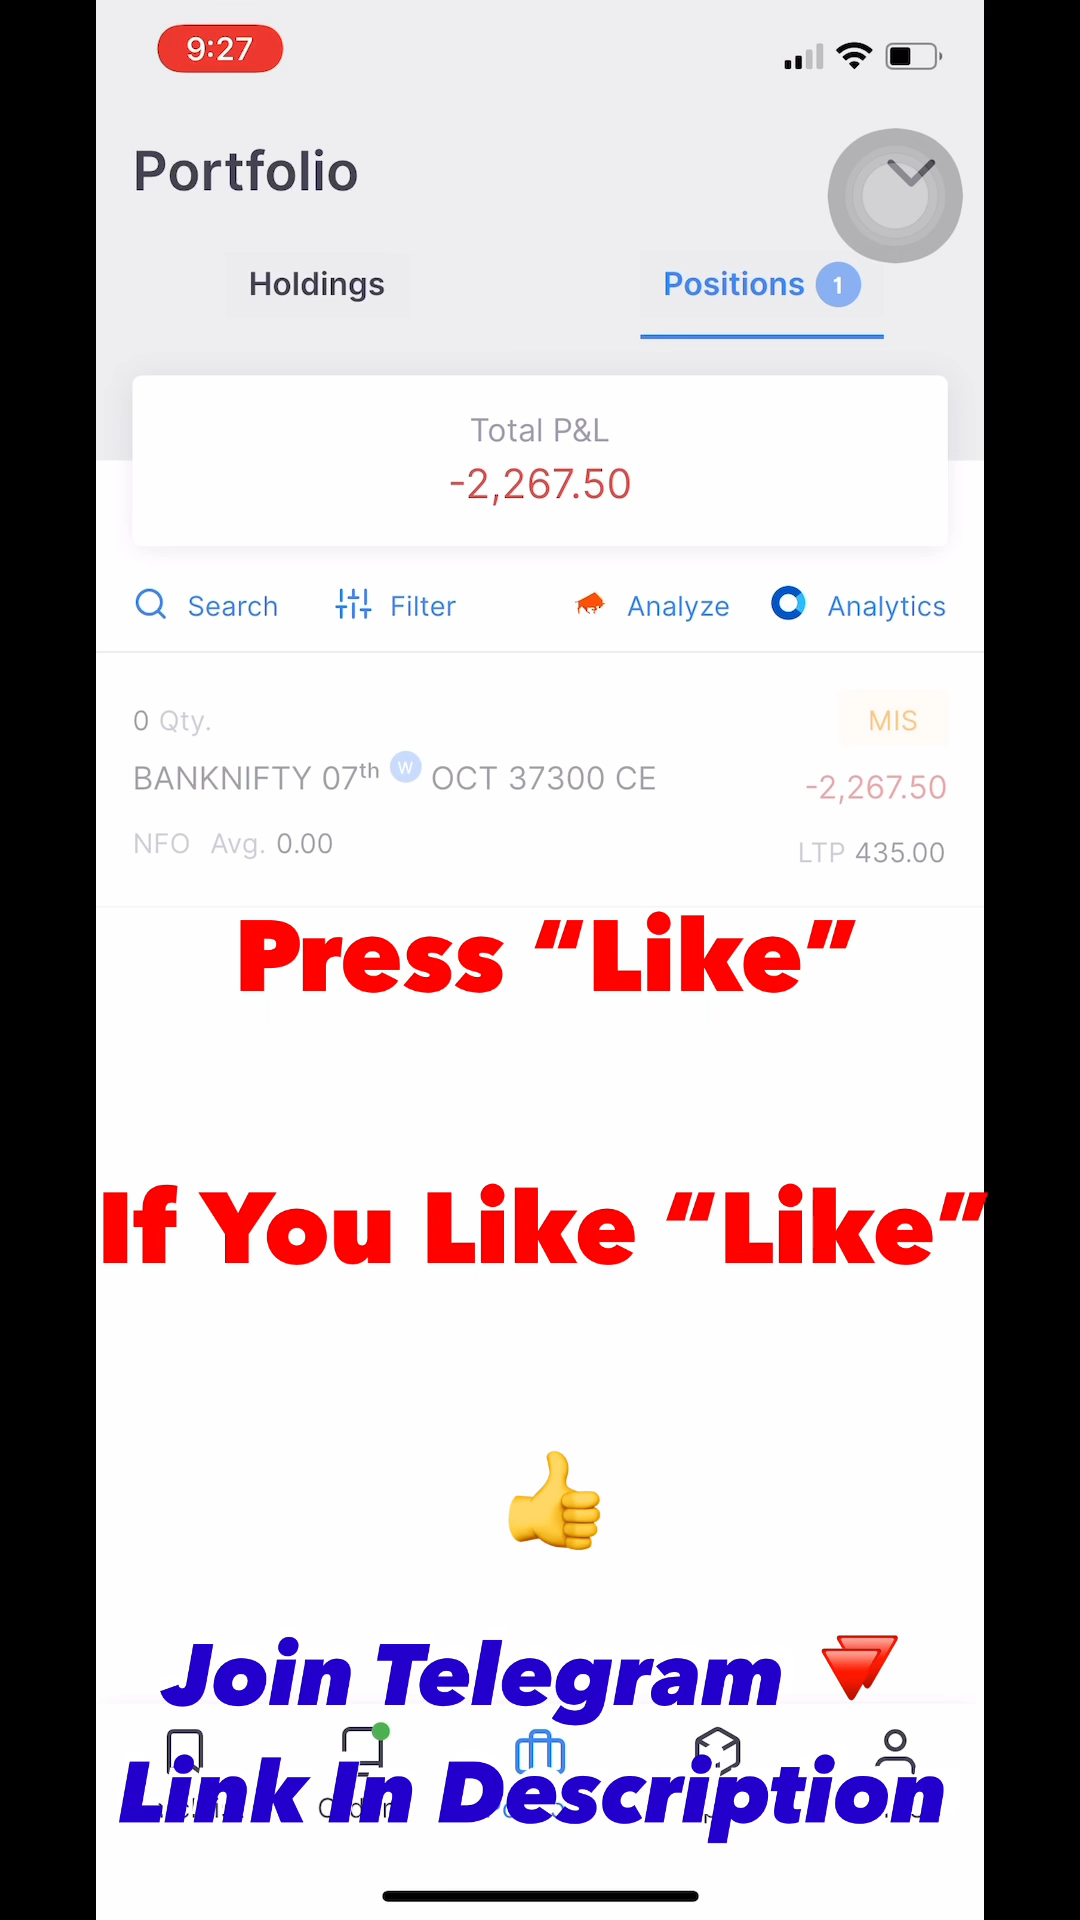 9:27
Portfolio
Holdings
Positions 1
Total P&L
-2,267.50
Search Filter Analyze Analytics
0 Qty. MIS
BANKNIFTY 07th W OCT 37300 CE -2,267.50
NFO Avg. 0.00 LTP 435.00
Press “Like”
If You Like “Like”
Join Telegram
Link In Description